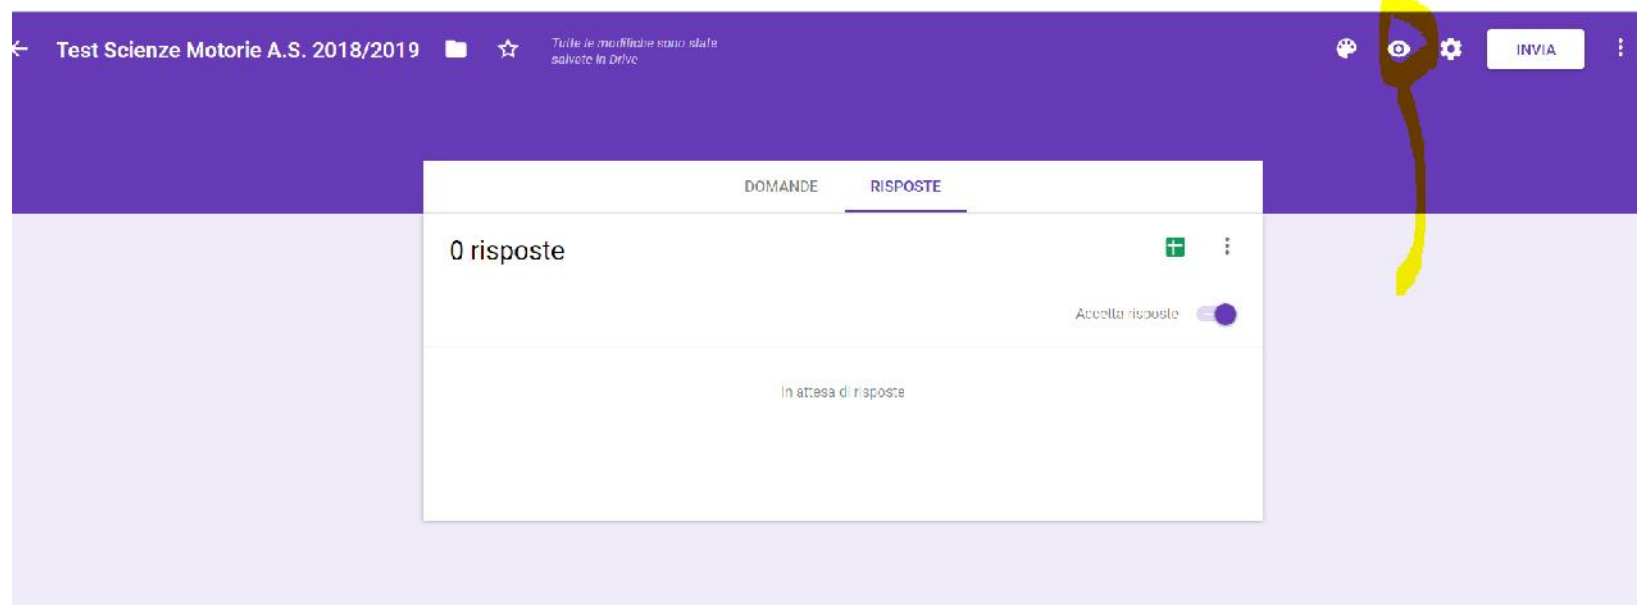 Test Scienze Motorie A.S. 2018/2019
Tutte le modifiche sono state
salvate in Drive
INVIA
DOMANDE RISPOSTE
0 risposte
Accetta risposte
In attesa di risposte